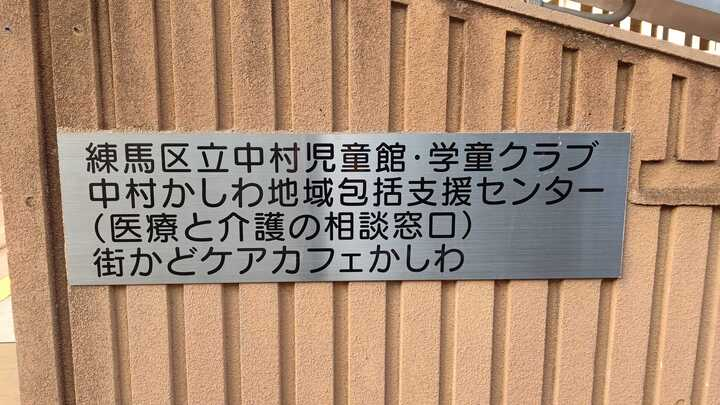 練馬区立中村児童館・学童クラブ
中村かしわ地域包括支援センター
(医療と介護の相談窓口)
街かどケアカフェかしわ